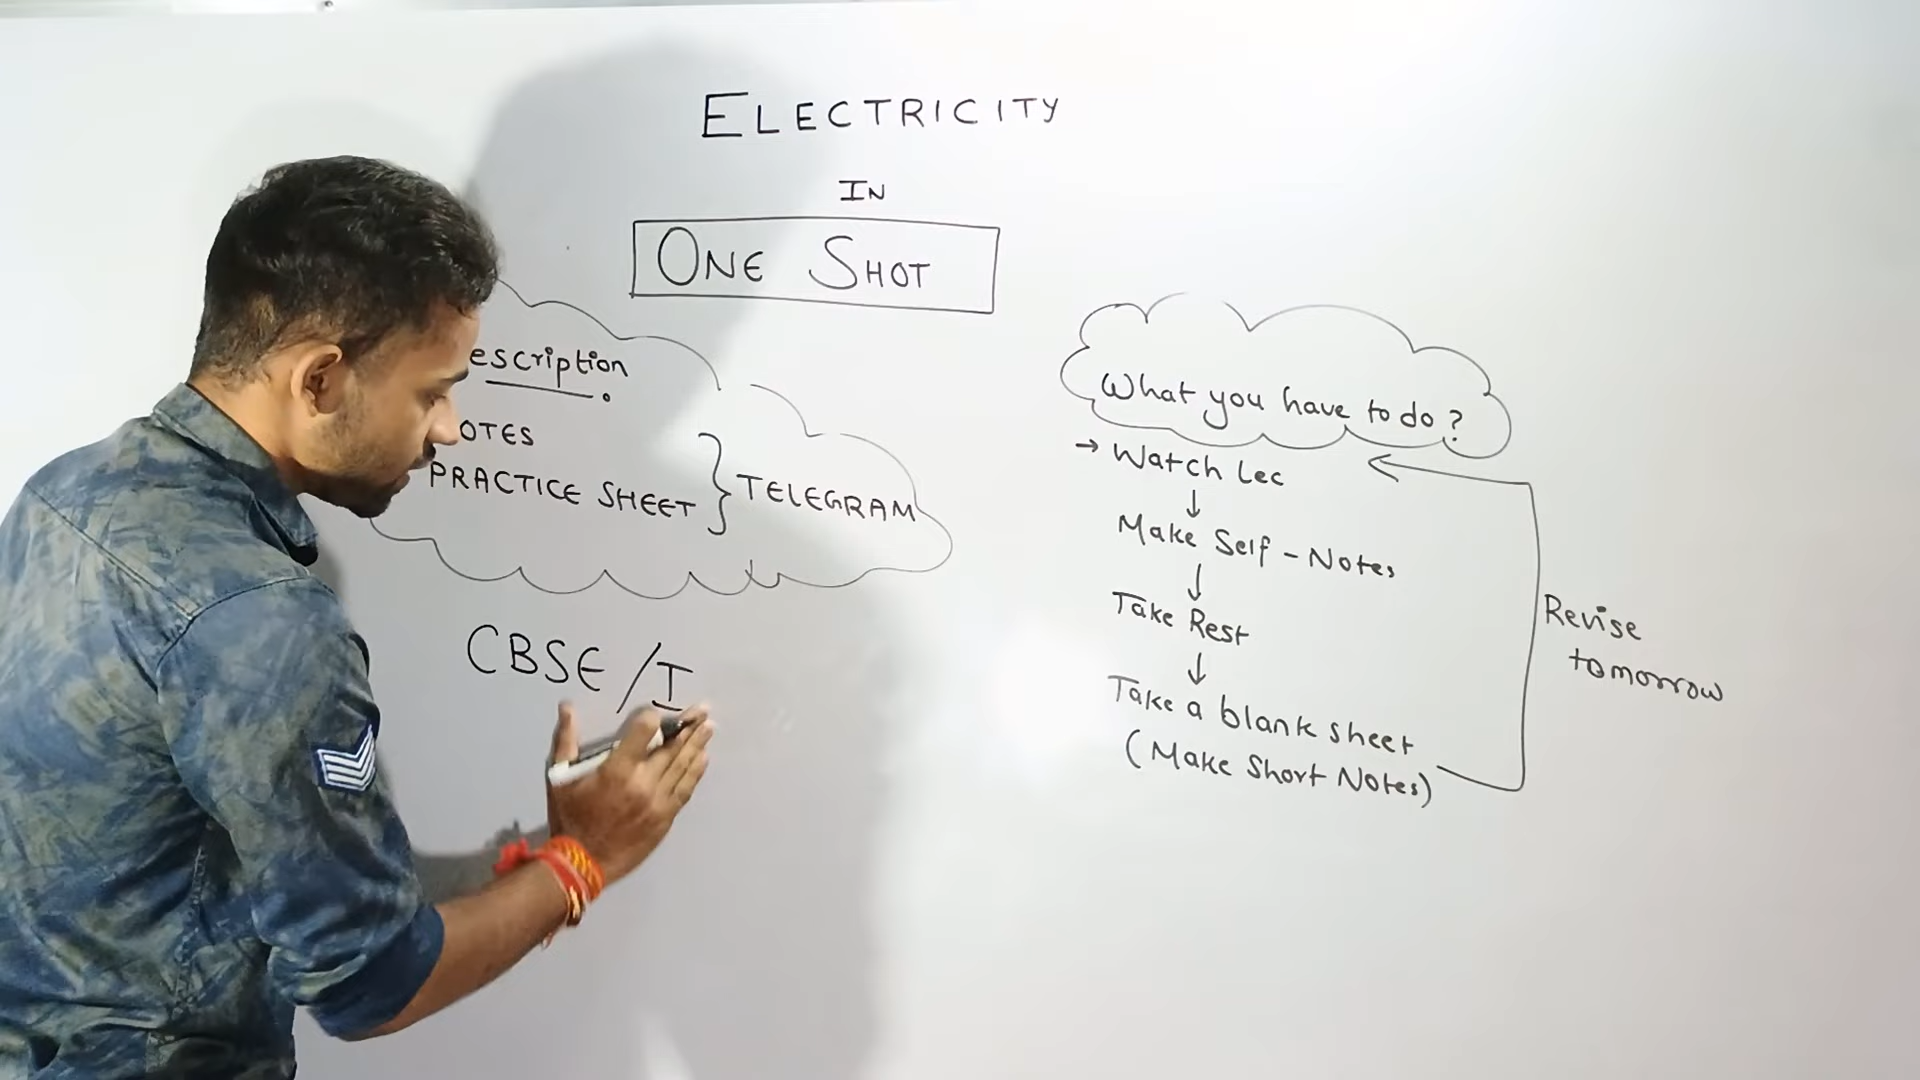 ELECTRICITY
IN
ONE SHOT
escription
OTES
PRACTICE SHEET } TELEGRAM
CBSE/I
What you have to do?
→ Watch Lec
↓
Make Self-Notes
↓
Take Rest
↓
Take a blank sheet
(Make Short Notes)
Revise
tomorrow